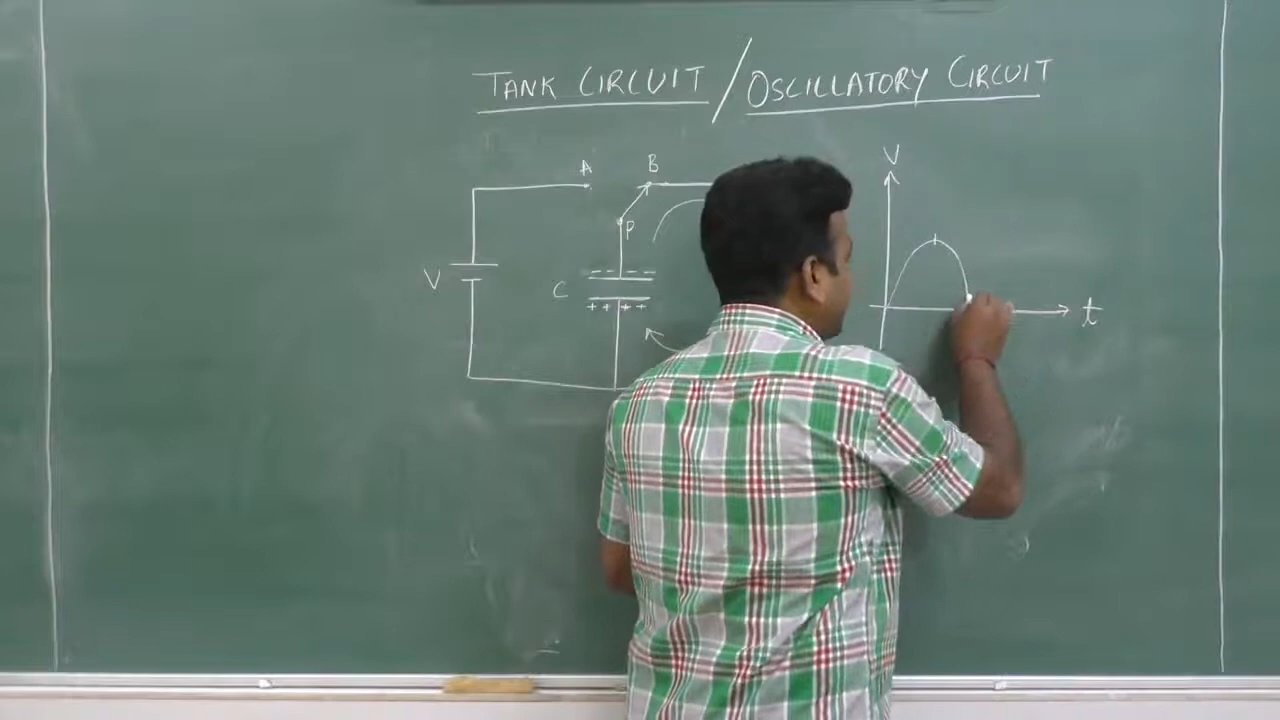 TANK CIRCUIT / OSCILLATORY CIRCUIT
A B V
P
V C
t